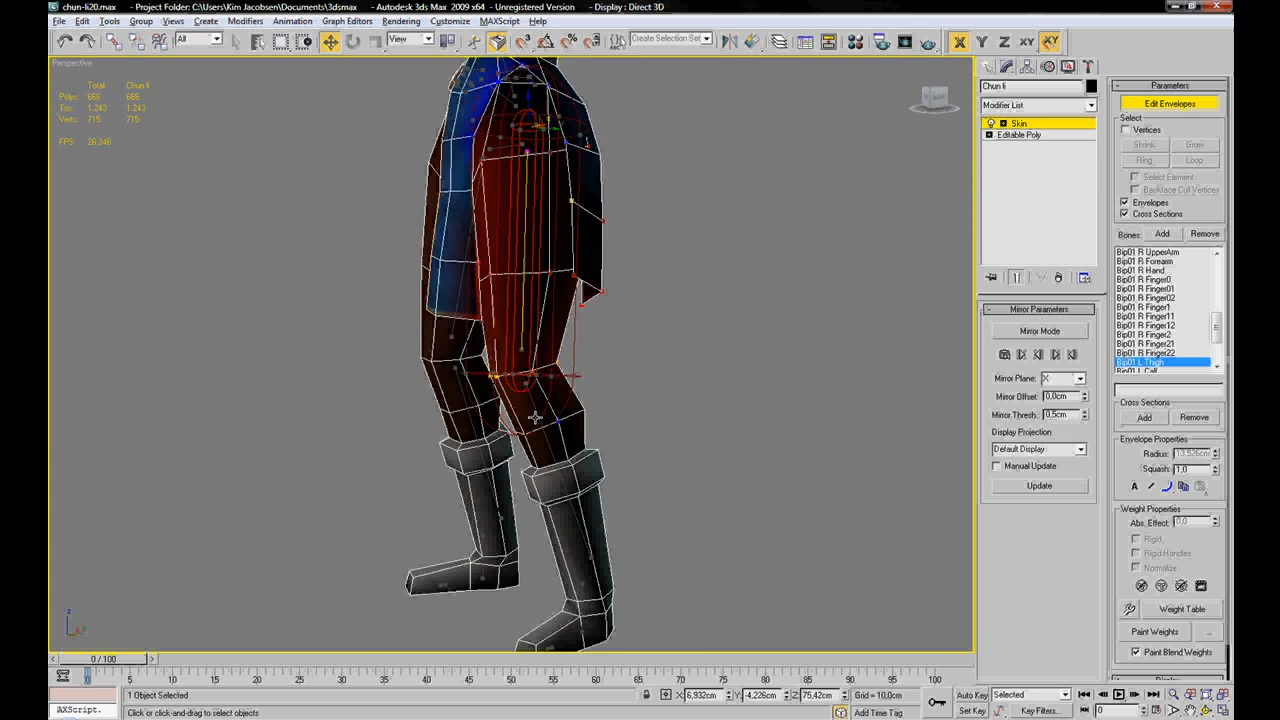 chun-li20.max - Project Folder: C:\Users\Kim Jacobsen\Documents\3dsmax - Autodesk 3ds Max 2009 x64 - Unregistered Version - Display : Direct 3D
File Edit Tools Group Views Create Modifiers Animation Graph Editors Rendering Customize MAXScript Help
All View Create Selection Set X Y Z XY XY
Perspective
Total Chun li
Polys: 666 666
Tris: 1.243 1.243
Verts: 715 715
FPS: 26,346
Chun li
Modifier List
Skin
Editable Poly
Mirror Parameters
Mirror Mode
Mirror Plane: X
Mirror Offset: 0,0cm
Mirror Thresh.: 0,5cm
Display Projection
Default Display
Manual Update
Update
Parameters
Edit Envelopes
Select
Vertices
Shrink Grow
Ring Loop
Select Element
Backface Cull Vertices
Envelopes
Cross Sections
Bones: Add Remove
Bip01 R UpperArm
Bip01 R Forearm
Bip01 R Hand
Bip01 R Finger0
Bip01 R Finger01
Bip01 R Finger02
Bip01 R Finger1
Bip01 R Finger11
Bip01 R Finger12
Bip01 R Finger2
Bip01 R Finger21
Bip01 R Finger22
Bip01 L Thigh
Bip01 L Calf
Cross Sections
Add Remove
Envelope Properties
Radius: 13,526cm
Squash: 1,0
A
Weight Properties
Abs. Effect: 0,0
Rigid
Rigid Handles
Normalize
Weight Table
Paint Weights ...
Paint Blend Weights
z
x y
0 / 100
0 5 10 15 20 25 30 35 40 45 50 55 60 65 70 75 80 85 90 95 100
1 Object Selected X: 6,932cm Y: -4,226cm Z: 75,42cm Grid = 10,0cm Auto Key Selected
AXScript. Click or click-and-drag to select objects Add Time Tag Set Key Key Filters... 0